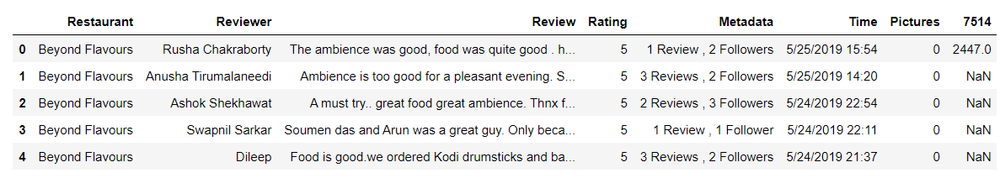 Restaurant Reviewer Review Rating Metadata Time Pictures 7514
0 Beyond Flavours Rusha Chakraborty The ambience was good, food was quite good . h... 5 1 Review , 2 Followers 5/25/2019 15:54 0 2447.0
1 Beyond Flavours Anusha Tirumalaneedi Ambience is too good for a pleasant evening. S... 5 3 Reviews , 2 Followers 5/25/2019 14:20 0 NaN
2 Beyond Flavours Ashok Shekhawat A must try.. great food great ambience. Thnx f... 5 2 Reviews , 3 Followers 5/24/2019 22:54 0 NaN
3 Beyond Flavours Swapnil Sarkar Soumen das and Arun was a great guy. Only beca... 5 1 Review , 1 Follower 5/24/2019 22:11 0 NaN
4 Beyond Flavours Dileep Food is good.we ordered Kodi drumsticks and ba... 5 3 Reviews , 2 Followers 5/24/2019 21:37 0 NaN